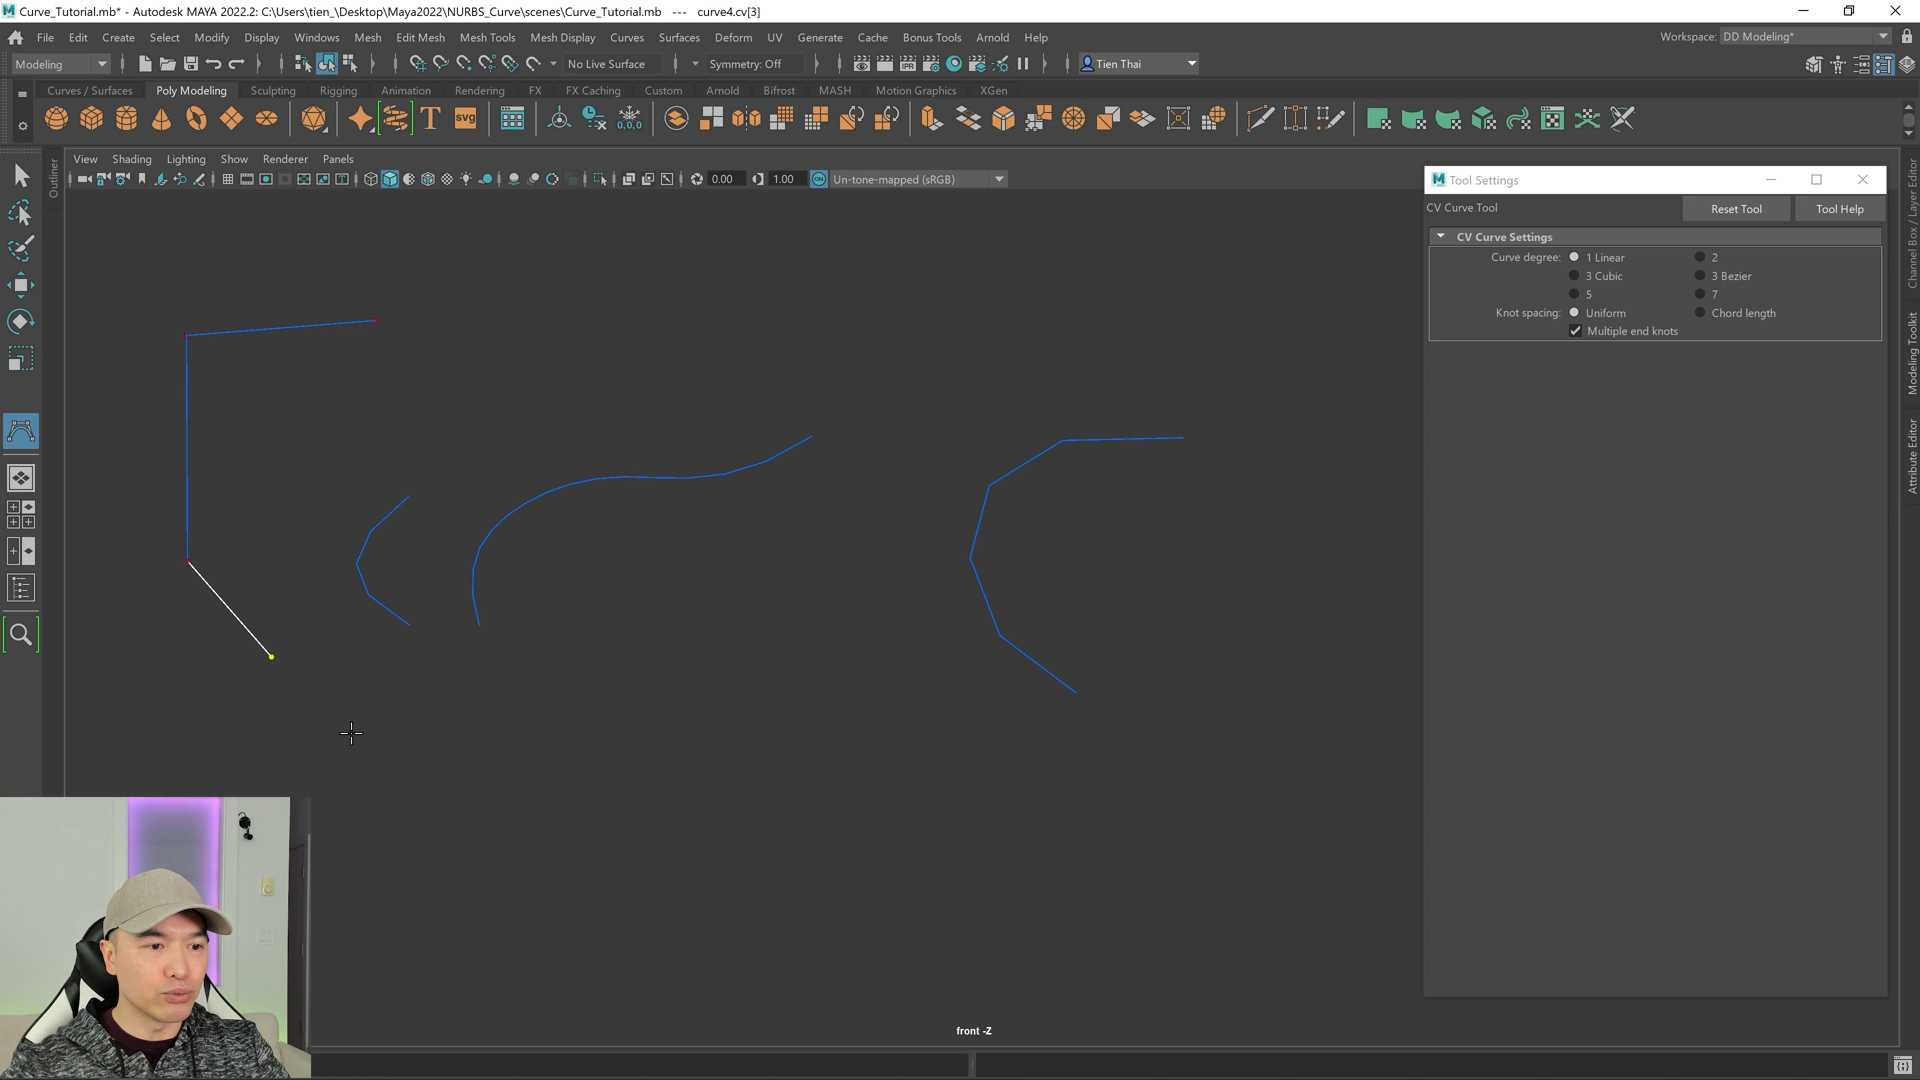 Curve_Tutorial.mb* - Autodesk MAYA 2022.2: C:\Users\tien_\Desktop\Maya2022\NURBS_Curve\scenes\Curve_Tutorial.mb --- curve4.cv[3]
File Edit Create Select Modify Display Windows Mesh Edit Mesh Mesh Tools Mesh Display Curves Surfaces Deform UV Generate Cache Bonus Tools Arnold Help Workspace: DD Modeling*
Modeling No Live Surface Symmetry: Off Tien Thai
Curves / Surfaces Poly Modeling Sculpting Rigging Animation Rendering FX FX Caching Custom Arnold Bifrost MASH Motion Graphics XGen
T SVG 0,0,0
View Shading Lighting Show Renderer Panels
0.00 1.00 ON Un-tone-mapped (sRGB)
Outliner
Tool Settings
CV Curve Tool Reset Tool Tool Help
CV Curve Settings
Curve degree: 1 Linear 2
3 Cubic 3 Bezier
5 7
Knot spacing: Uniform Chord length
Multiple end knots
Channel Box / Layer Editor
Modeling Toolkit
Attribute Editor
front -Z